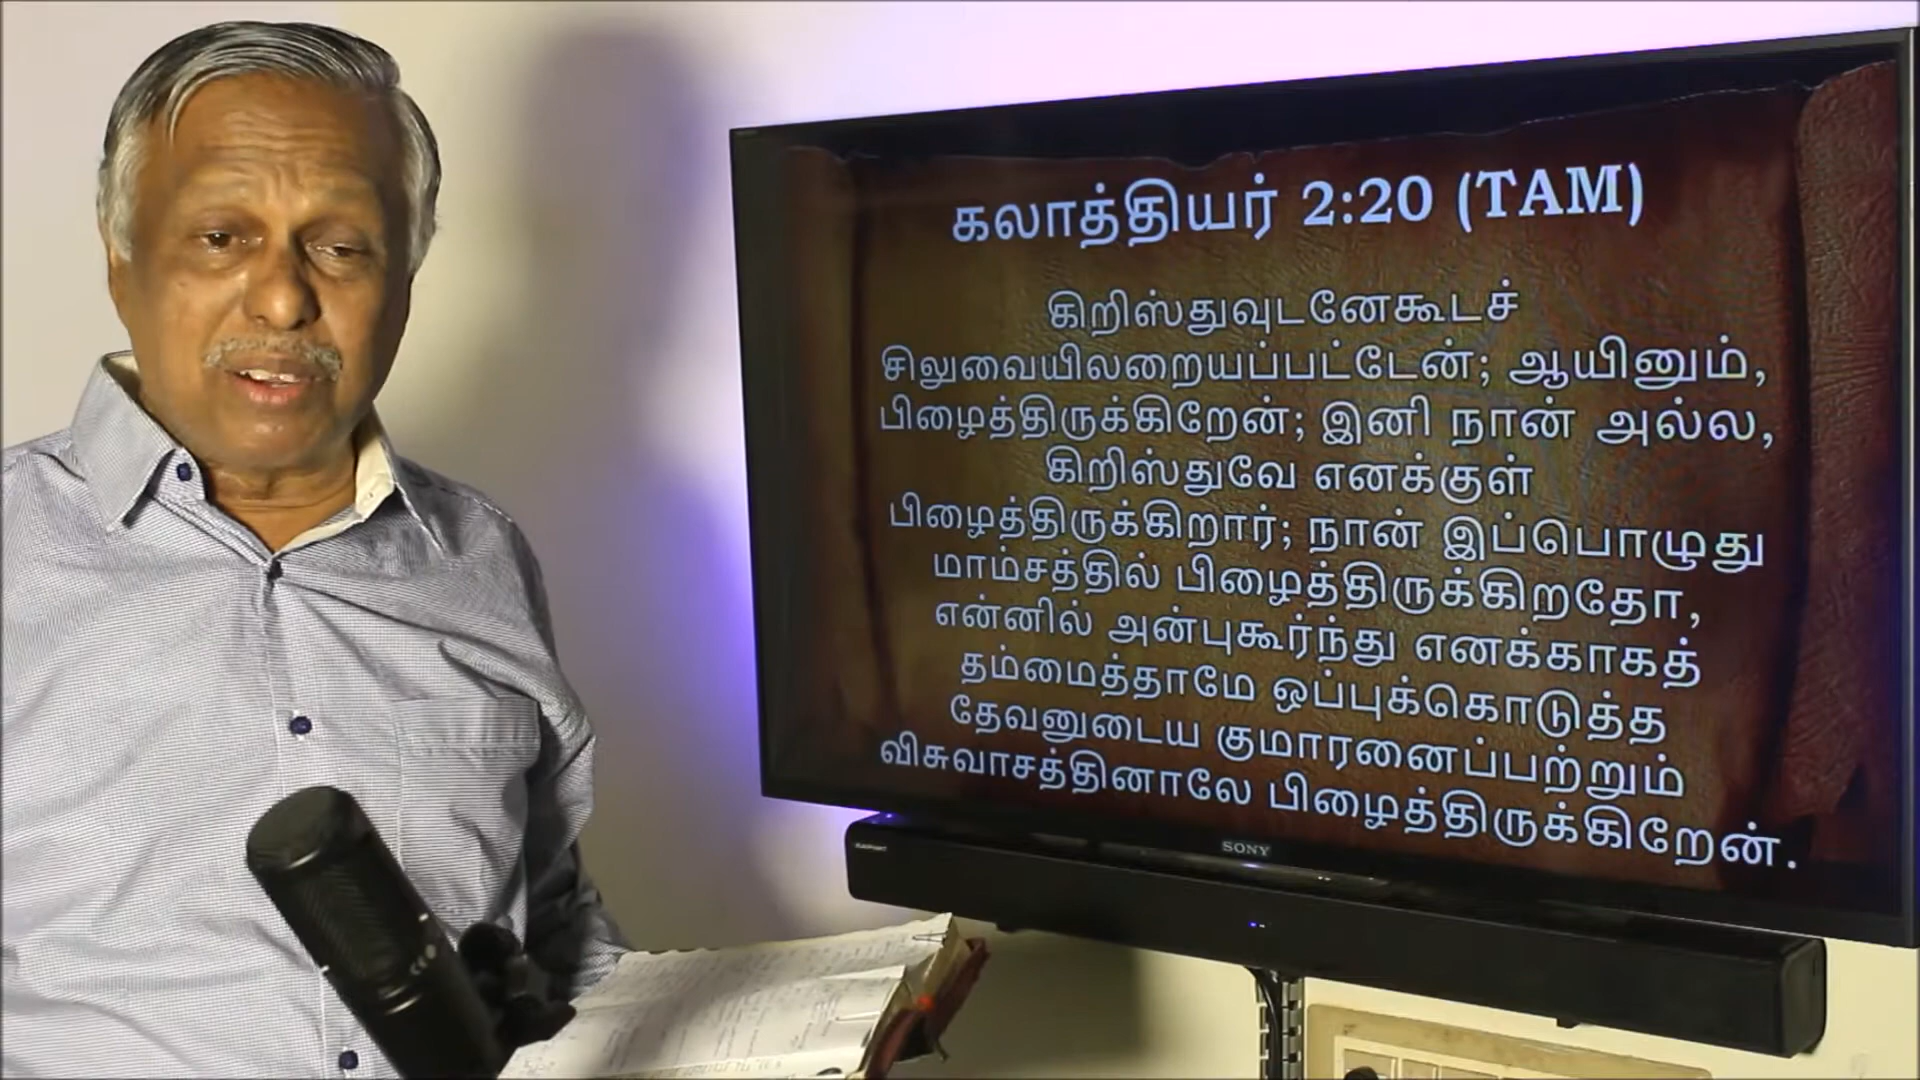 கலாத்தியர் 2:20 (TAM)
கிறிஸ்துவுடனேகூடச்
சிலுவையிலறையப்பட்டேன்; ஆயினும்,
பிழைத்திருக்கிறேன்; இனி நான் அல்ல,
கிறிஸ்துவே எனக்குள்
பிழைத்திருக்கிறார்; நான் இப்பொழுது
மாம்சத்தில் பிழைத்திருக்கிறதோ,
என்னில் அன்புகூர்ந்து எனக்காகத்
தம்மைத்தாமே ஒப்புக்கொடுத்த
தேவனுடைய குமாரனைப்பற்றும்
விசுவாசத்தினாலே பிழைத்திருக்கிறேன்.
SONY
BLAUPUNKT